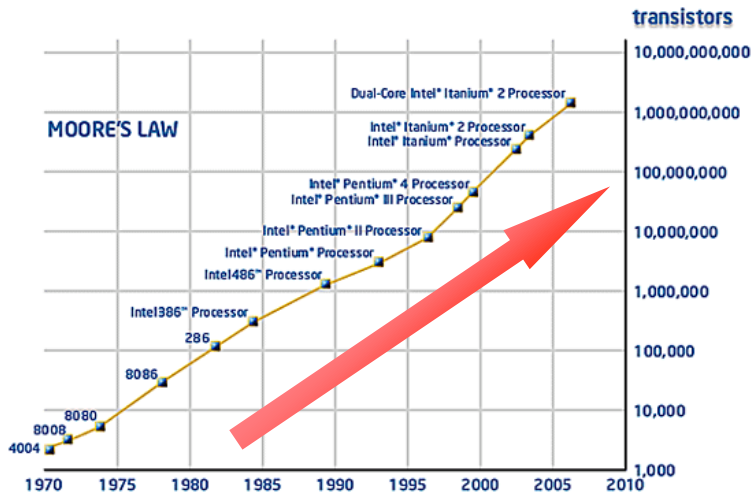 transistors
10,000,000,000
Dual-Core Intel® Itanium® 2 Processor
1,000,000,000
MOORE'S LAW
Intel® Itanium® 2 Processor
Intel® Itanium® Processor
100,000,000
Intel® Pentium® 4 Processor
Intel® Pentium® III Processor
10,000,000
Intel® Pentium® II Processor
Intel® Pentium® Processor
Intel486™ Processor
1,000,000
Intel386™ Processor
286
100,000
8086
10,000
8080
8008
4004
1,000
1970 1975 1980 1985 1990 1995 2000 2005 2010